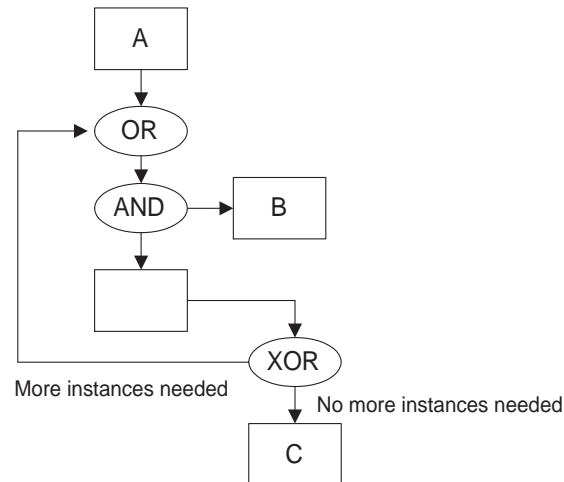 A
OR
AND
B
XOR
More instances needed
No more instances needed
C